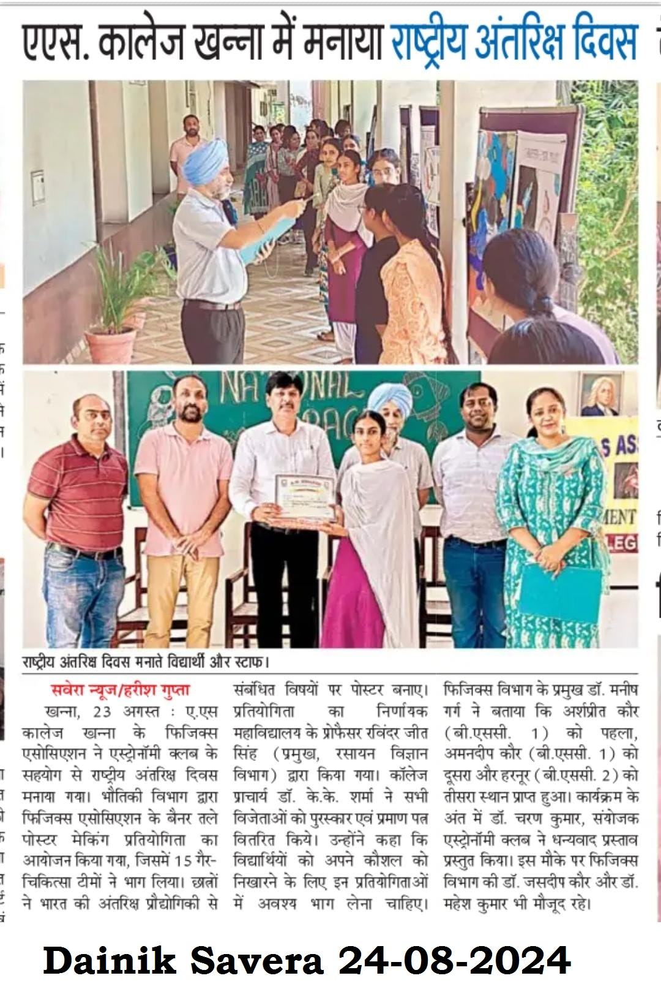 एएस. कालेज खन्ना में मनाया राष्ट्रीय अंतरिक्ष दिवस
NATIONAL
SPACE
S ASS
MENT
LEG
राष्ट्रीय अंतरिक्ष दिवस मनाते विद्यार्थी और स्टाफ।
सवेरा न्यूज/हरीश गुप्ता
खन्ना, 23 अगस्त : ए.एस
कालेज खन्ना के फिजिक्स
एसोसिएशन ने एस्ट्रोनॉमी क्लब के
सहयोग से राष्ट्रीय अंतरिक्ष दिवस
मनाया गया। भौतिकी विभाग द्वारा
फिजिक्स एसोसिएशन के बैनर तले
पोस्टर मेकिंग प्रतियोगिता का
आयोजन किया गया, जिसमें 15 गैर-
चिकित्सा टीमों ने भाग लिया। छात्रों
ने भारत की अंतरिक्ष प्रौद्योगिकी से
संबंधित विषयों पर पोस्टर बनाए।
प्रतियोगिता का निर्णायक
महाविद्यालय के प्रोफैसर रविंदर जीत
सिंह (प्रमुख, रसायन विज्ञान
विभाग) द्वारा किया गया। कॉलेज
प्राचार्य डॉ. के.के. शर्मा ने सभी
विजेताओं को पुरस्कार एवं प्रमाण पत्र
वितरित किये। उन्होंने कहा कि
विद्यार्थियों को अपने कौशल को
निखारने के लिए इन प्रतियोगिताओं
में अवश्य भाग लेना चाहिए।
फिजिक्स विभाग के प्रमुख डॉ. मनीष
गर्ग ने बताया कि अर्शप्रीत कौर
(बी.एससी. 1) को पहला,
अमनदीप कौर (बी.एससी. 1) को
दूसरा और हरनूर (बी.एससी. 2) को
तीसरा स्थान प्राप्त हुआ। कार्यक्रम के
अंत में डॉ. चरण कुमार, संयोजक
एस्ट्रोनॉमी क्लब ने धन्यवाद प्रस्ताव
प्रस्तुत किया। इस मौके पर फिजिक्स
विभाग की डॉ. जसदीप कौर और डॉ.
महेश कुमार भी मौजूद रहे।
Dainik Savera 24-08-2024